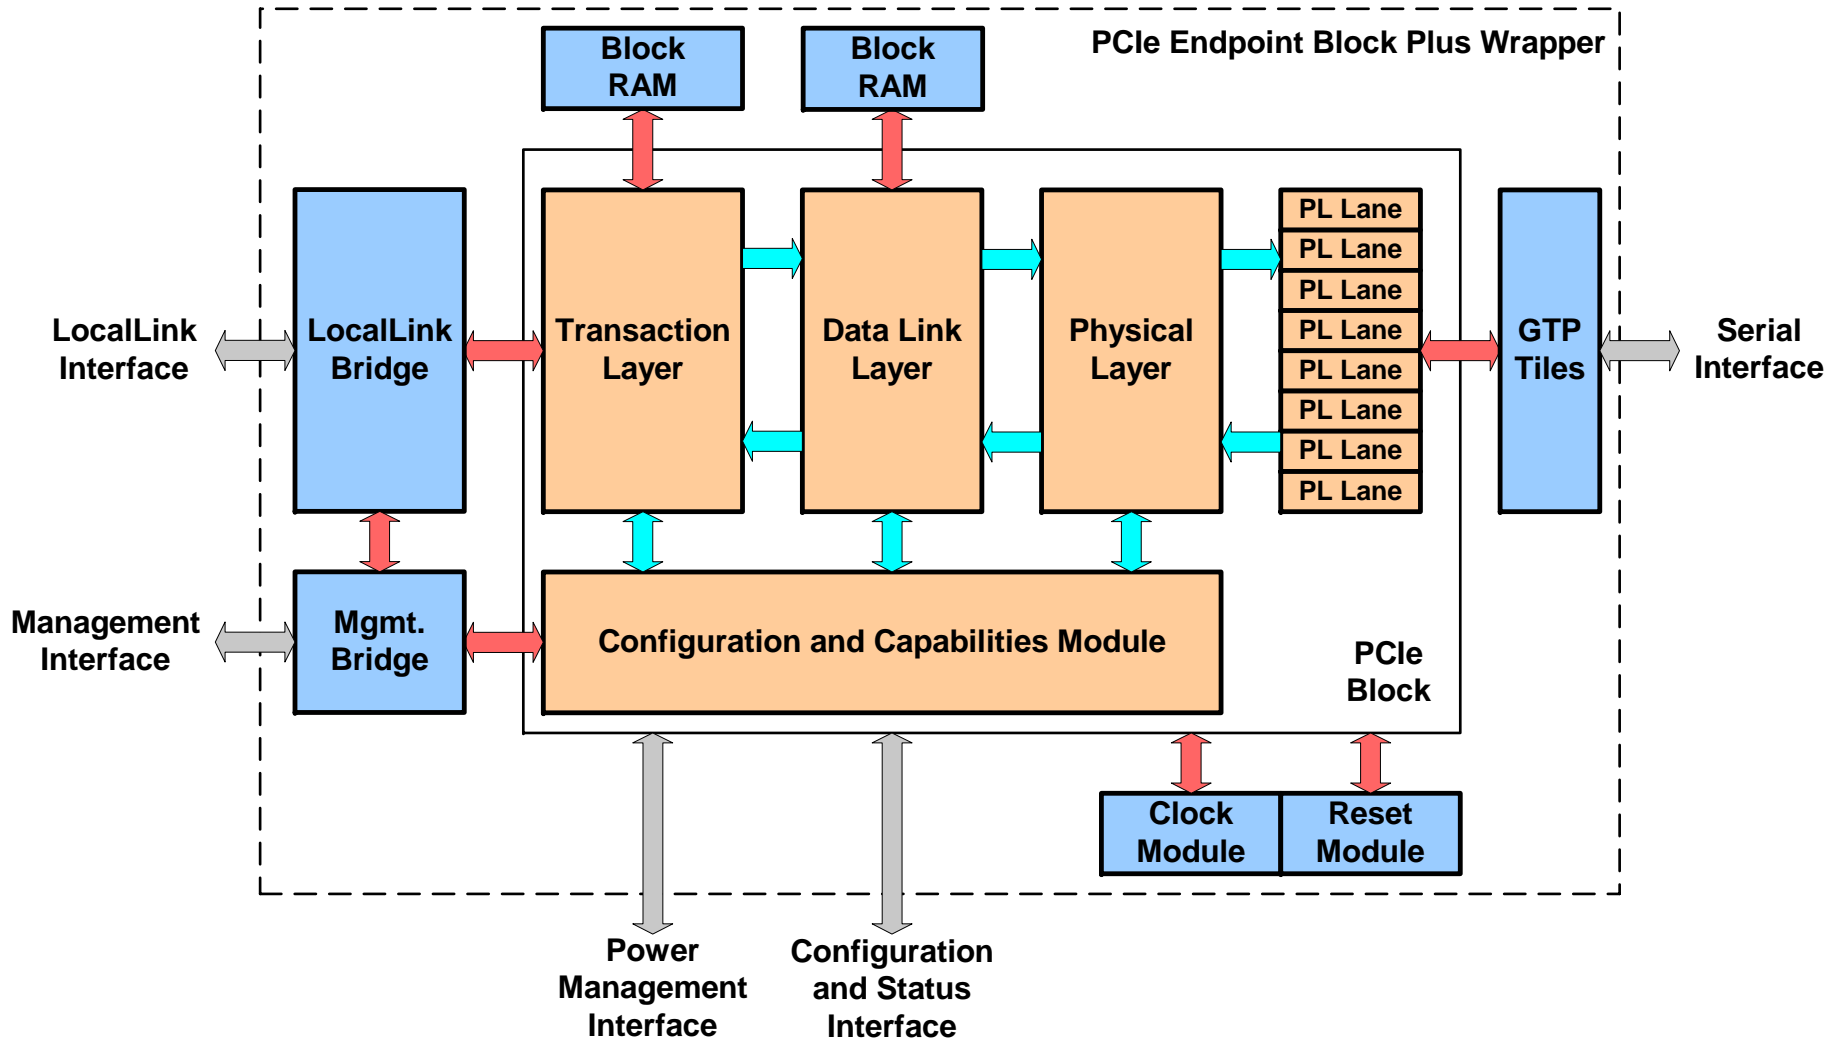 PCIe Endpoint Block Plus Wrapper
Block
RAM
Block
RAM
LocalLink
Interface
LocalLink
Bridge
Transaction
Layer
Data Link
Layer
Physical
Layer
PL Lane
PL Lane
PL Lane
PL Lane
PL Lane
PL Lane
PL Lane
PL Lane
GTP
Tiles
Serial
Interface
Management
Interface
Mgmt.
Bridge
Configuration and Capabilities Module
PCIe
Block
Clock
Module
Reset
Module
Power
Management
Interface
Configuration
and Status
Interface